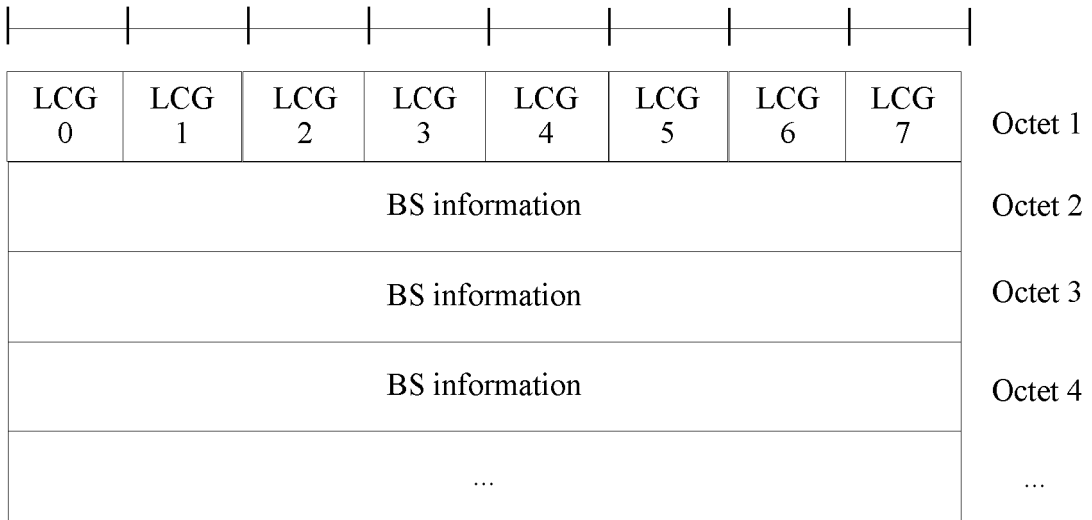 LCG 0 LCG 1 LCG 2 LCG 3 LCG 4 LCG 5 LCG 6 LCG 7 Octet 1
BS information Octet 2
BS information Octet 3
BS information Octet 4
... ...